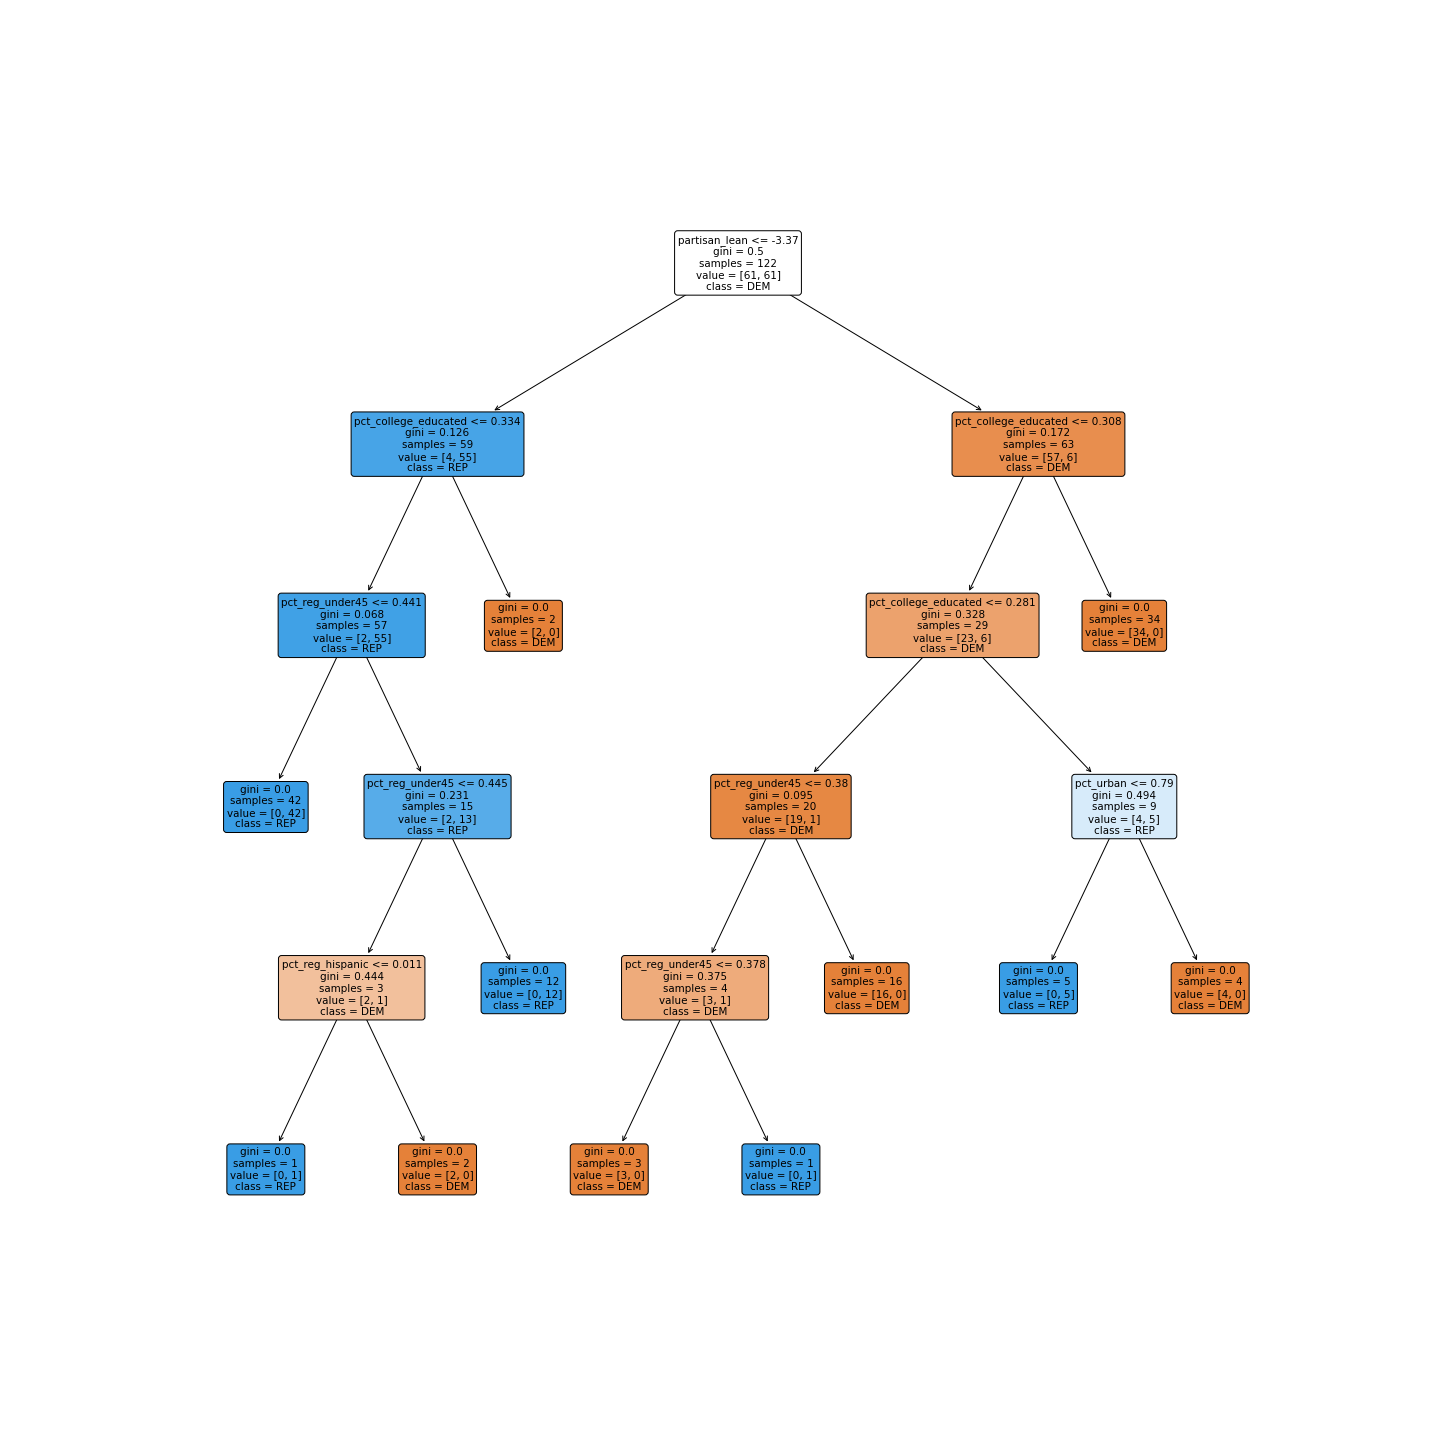 partisan_lean <= -3.37
gini = 0.5
samples = 122
value = [61, 61]
class = DEM
pct_college_educated <= 0.334
gini = 0.126
samples = 59
value = [4, 55]
class = REP
pct_college_educated <= 0.308
gini = 0.172
samples = 63
value = [57, 6]
class = DEM
pct_reg_under45 <= 0.441
gini = 0.068
samples = 57
value = [2, 55]
class = REP
gini = 0.0
samples = 2
value = [2, 0]
class = DEM
pct_college_educated <= 0.281
gini = 0.328
samples = 29
value = [23, 6]
class = DEM
gini = 0.0
samples = 34
value = [34, 0]
class = DEM
gini = 0.0
samples = 42
value = [0, 42]
class = REP
pct_reg_under45 <= 0.445
gini = 0.231
samples = 15
value = [2, 13]
class = REP
pct_reg_under45 <= 0.38
gini = 0.095
samples = 20
value = [19, 1]
class = DEM
pct_urban <= 0.79
gini = 0.494
samples = 9
value = [4, 5]
class = REP
pct_reg_hispanic <= 0.011
gini = 0.444
samples = 3
value = [2, 1]
class = DEM
gini = 0.0
samples = 12
value = [0, 12]
class = REP
pct_reg_under45 <= 0.378
gini = 0.375
samples = 4
value = [3, 1]
class = DEM
gini = 0.0
samples = 16
value = [16, 0]
class = DEM
gini = 0.0
samples = 5
value = [0, 5]
class = REP
gini = 0.0
samples = 4
value = [4, 0]
class = DEM
gini = 0.0
samples = 1
value = [0, 1]
class = REP
gini = 0.0
samples = 2
value = [2, 0]
class = DEM
gini = 0.0
samples = 3
value = [3, 0]
class = DEM
gini = 0.0
samples = 1
value = [0, 1]
class = REP